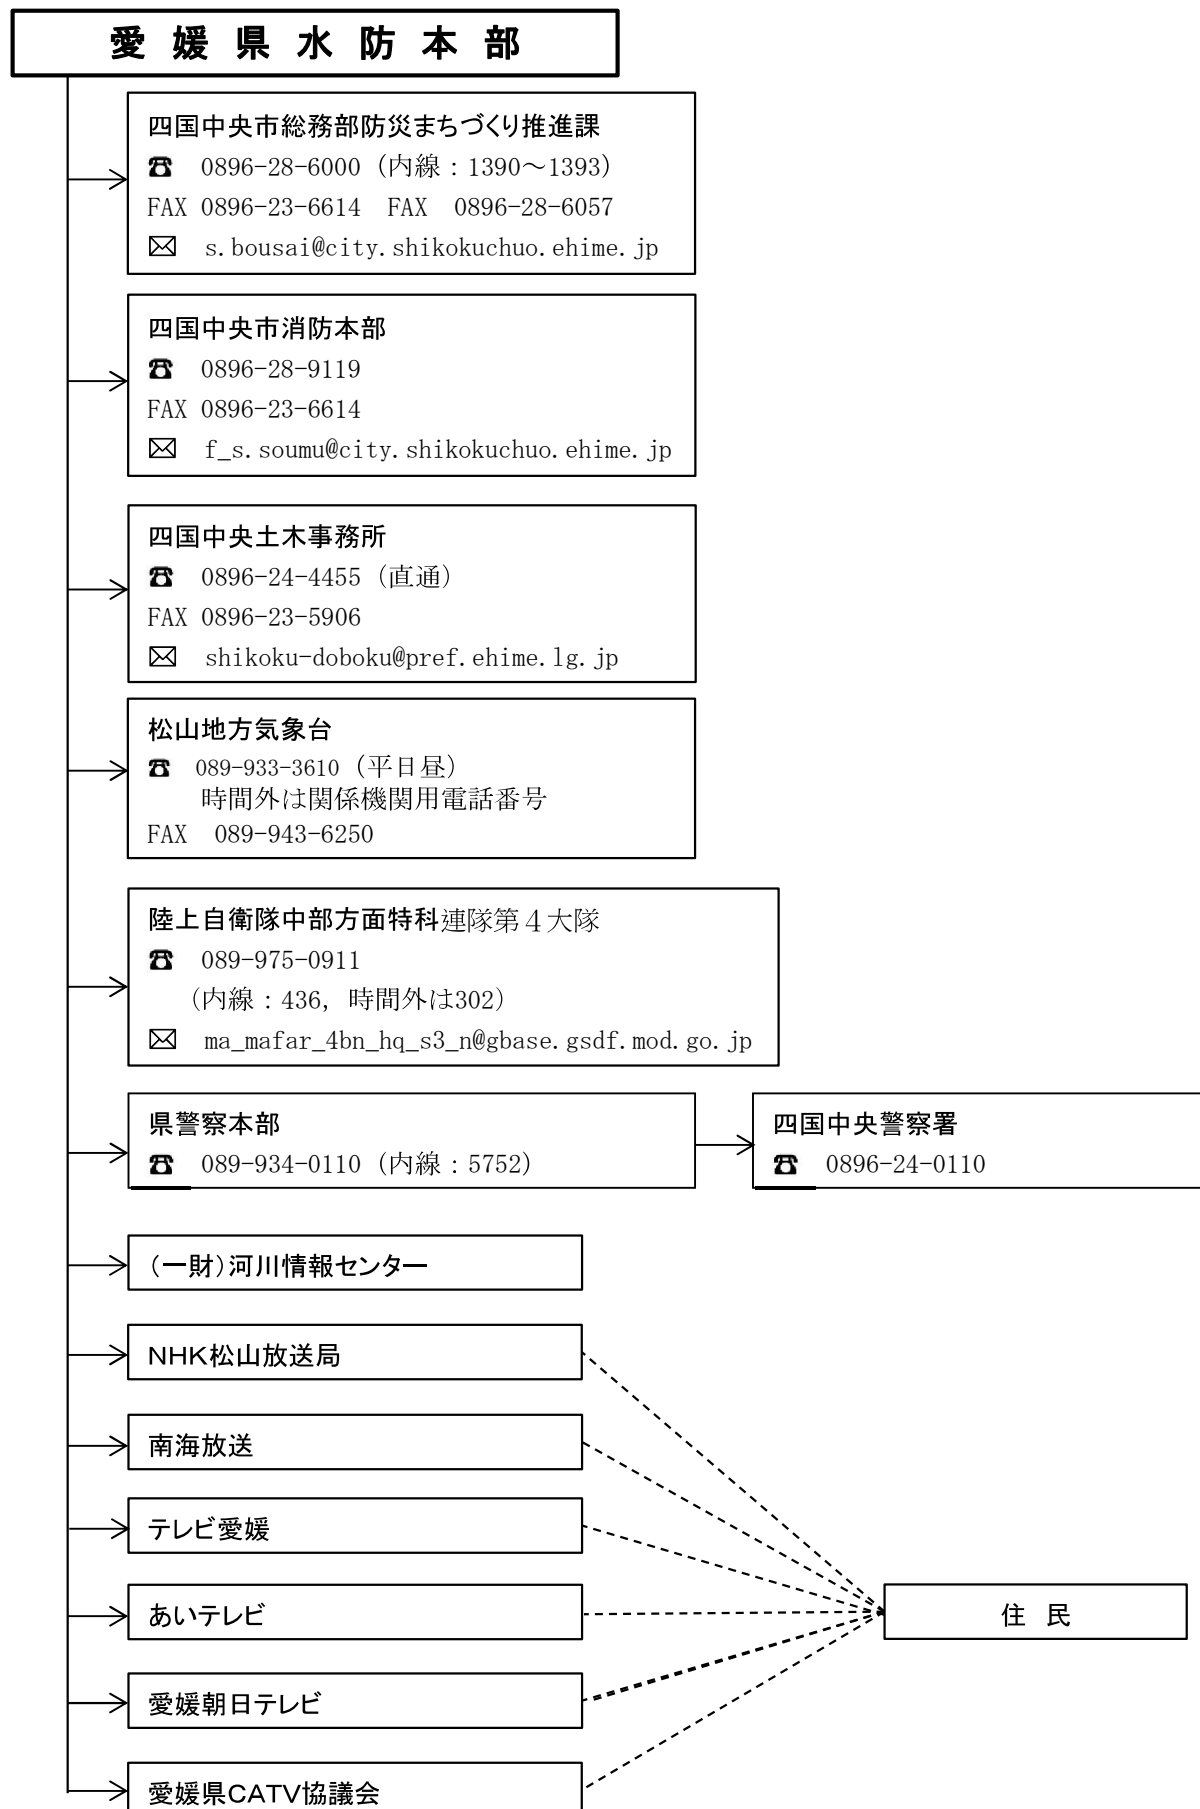 愛媛県水防本部
四国中央市総務部防災まちづくり推進課
☎ 0896-28-6000（内線：1390～1393）
FAX 0896-23-6614 FAX 0896-28-6057
✉ s.bousai@city.shikokuchuo.ehime.jp
四国中央市消防本部
☎ 0896-28-9119
FAX 0896-23-6614
✉ f_s.soumu@city.shikokuchuo.ehime.jp
四国中央土木事務所
☎ 0896-24-4455（直通）
FAX 0896-23-5906
✉ shikoku-doboku@pref.ehime.lg.jp
松山地方気象台
☎ 089-933-3610（平日昼）
時間外は関係機関用電話番号
FAX 089-943-6250
陸上自衛隊中部方面特科連隊第４大隊
☎ 089-975-0911
（内線：436，時間外は302）
✉ ma_mafar_4bn_hq_s3_n@gbase.gsdf.mod.go.jp
県警察本部
☎ 089-934-0110（内線：5752）
四国中央警察署
☎ 0896-24-0110
（一財）河川情報センター
NHK松山放送局
南海放送
テレビ愛媛
あいテレビ
住 民
愛媛朝日テレビ
愛媛県CATV協議会